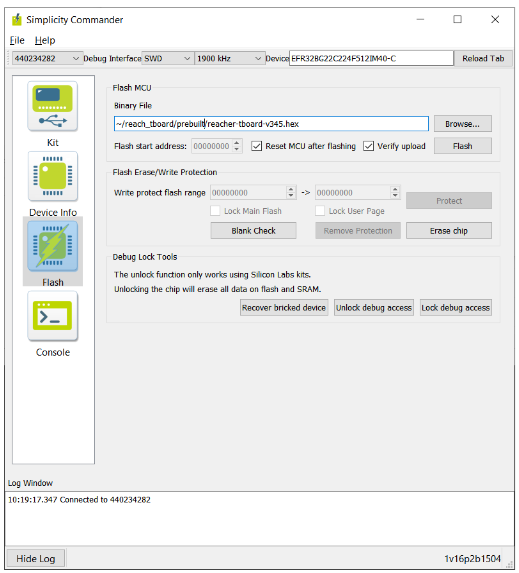 Simplicity Commander
File Help
440234282 Debug Interface SWD 1900 kHz Device EFR32BG22C224F512IM40-C Reload Tab
Flash MCU
Binary File
~/reach_tboard/prebuilt/reacher-tboard-v345.hex Browse...
Flash start address: 00000000 Reset MCU after flashing Verify upload Flash
Kit
Flash Erase/Write Protection
Write protect flash range 00000000 -> 00000000 Protect
Device Info
Lock Main Flash Lock User Page
Blank Check Remove Protection Erase chip
Debug Lock Tools
The unlock function only works using Silicon Labs kits.
Flash
Unlocking the chip will erase all data on flash and SRAM.
Recover bricked device Unlock debug access Lock debug access
Console
Log Window
10:19:17.347 Connected to 440234282
Hide Log 1v16p2b1504